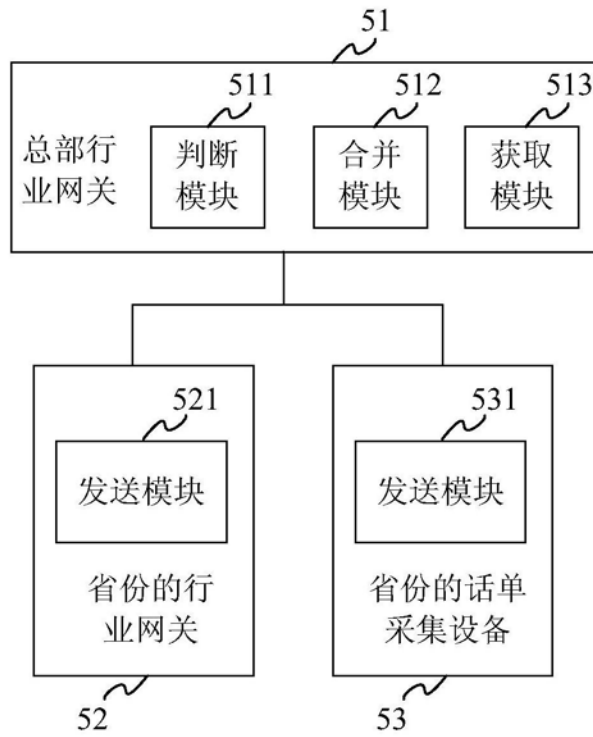 51
511
512
513
总部行
业网关
判断
模块
合并
模块
获取
模块
521
发送模块
省份的行
业网关
52
531
发送模块
省份的话单
采集设备
53